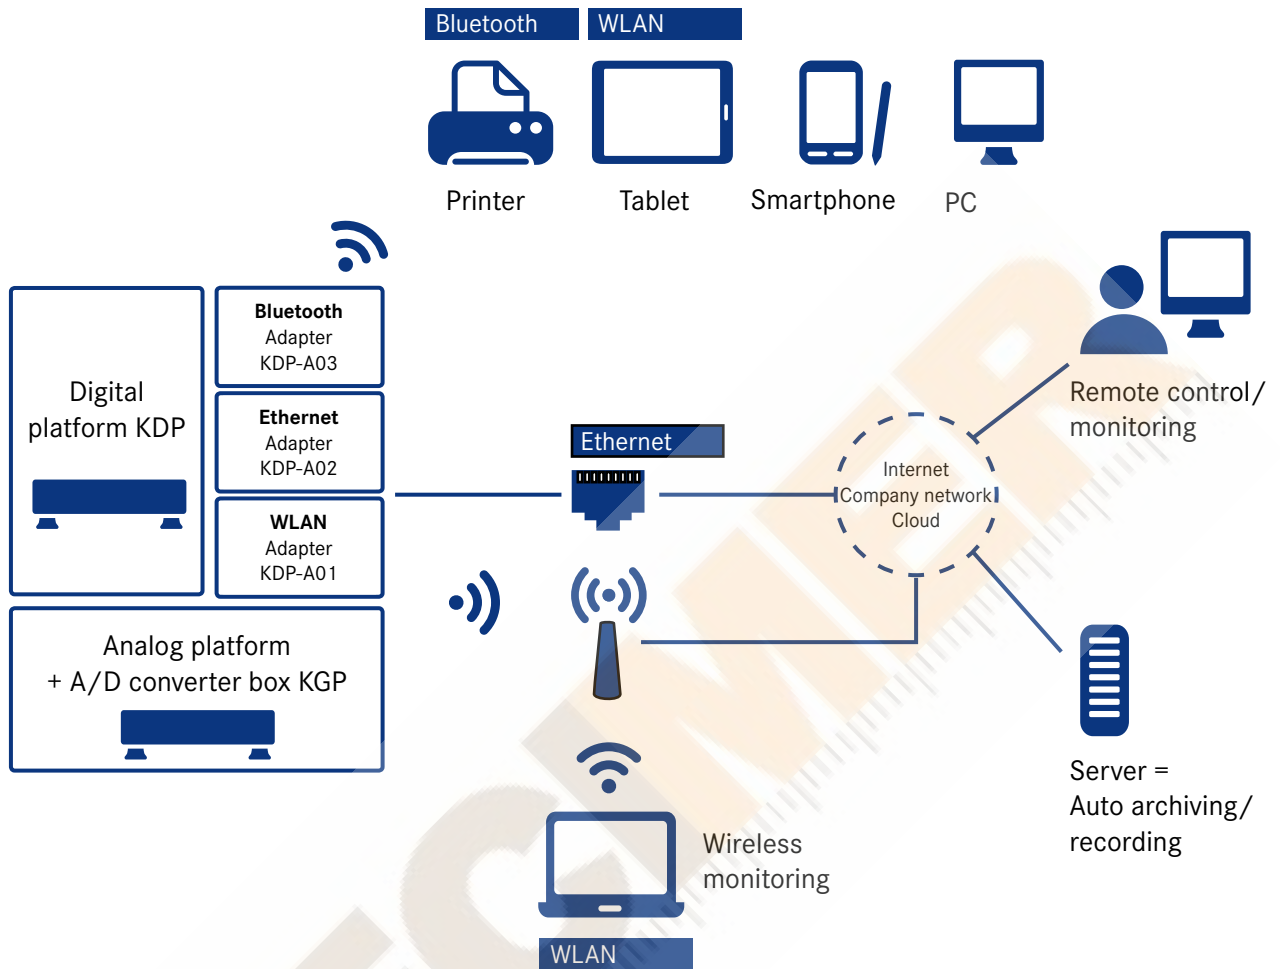 Bluetooth
WLAN
Printer
Tablet
Smartphone
PC
Digital
platform KDP
Bluetooth
Adapter
KDP-A03
Ethernet
Adapter
KDP-A02
WLAN
Adapter
KDP-A01
Analog platform
+ A/D converter box KGP
Ethernet
Internet
Company network
Cloud
Remote control/
monitoring
Server =
Auto archiving/
recording
Wireless
monitoring
WLAN